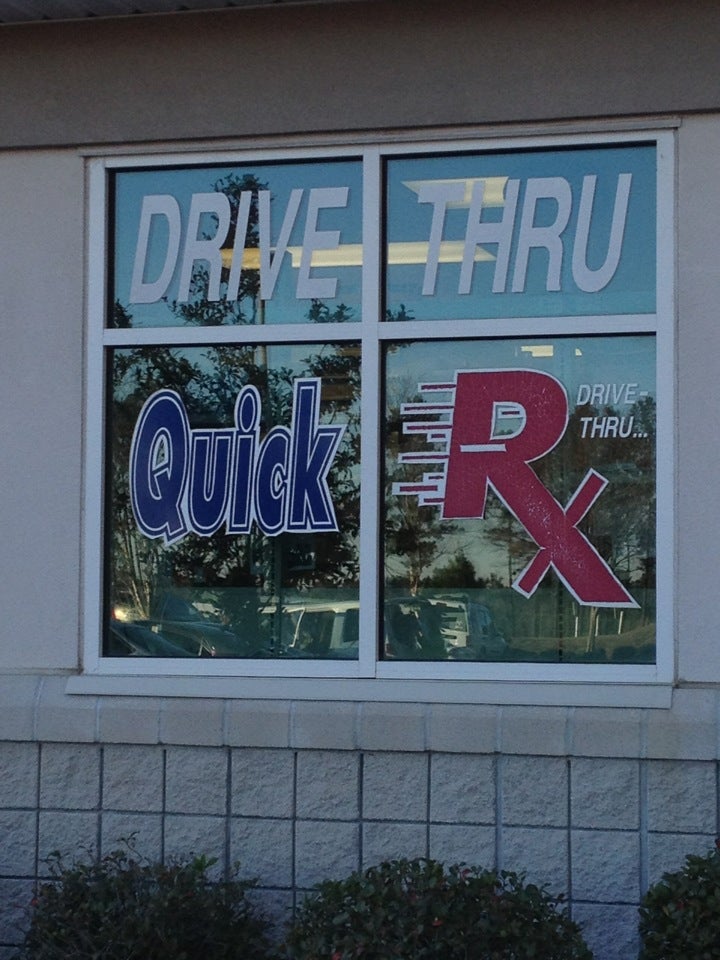 DRIVE THRU
Quick Rx
DRIVE-
THRU...